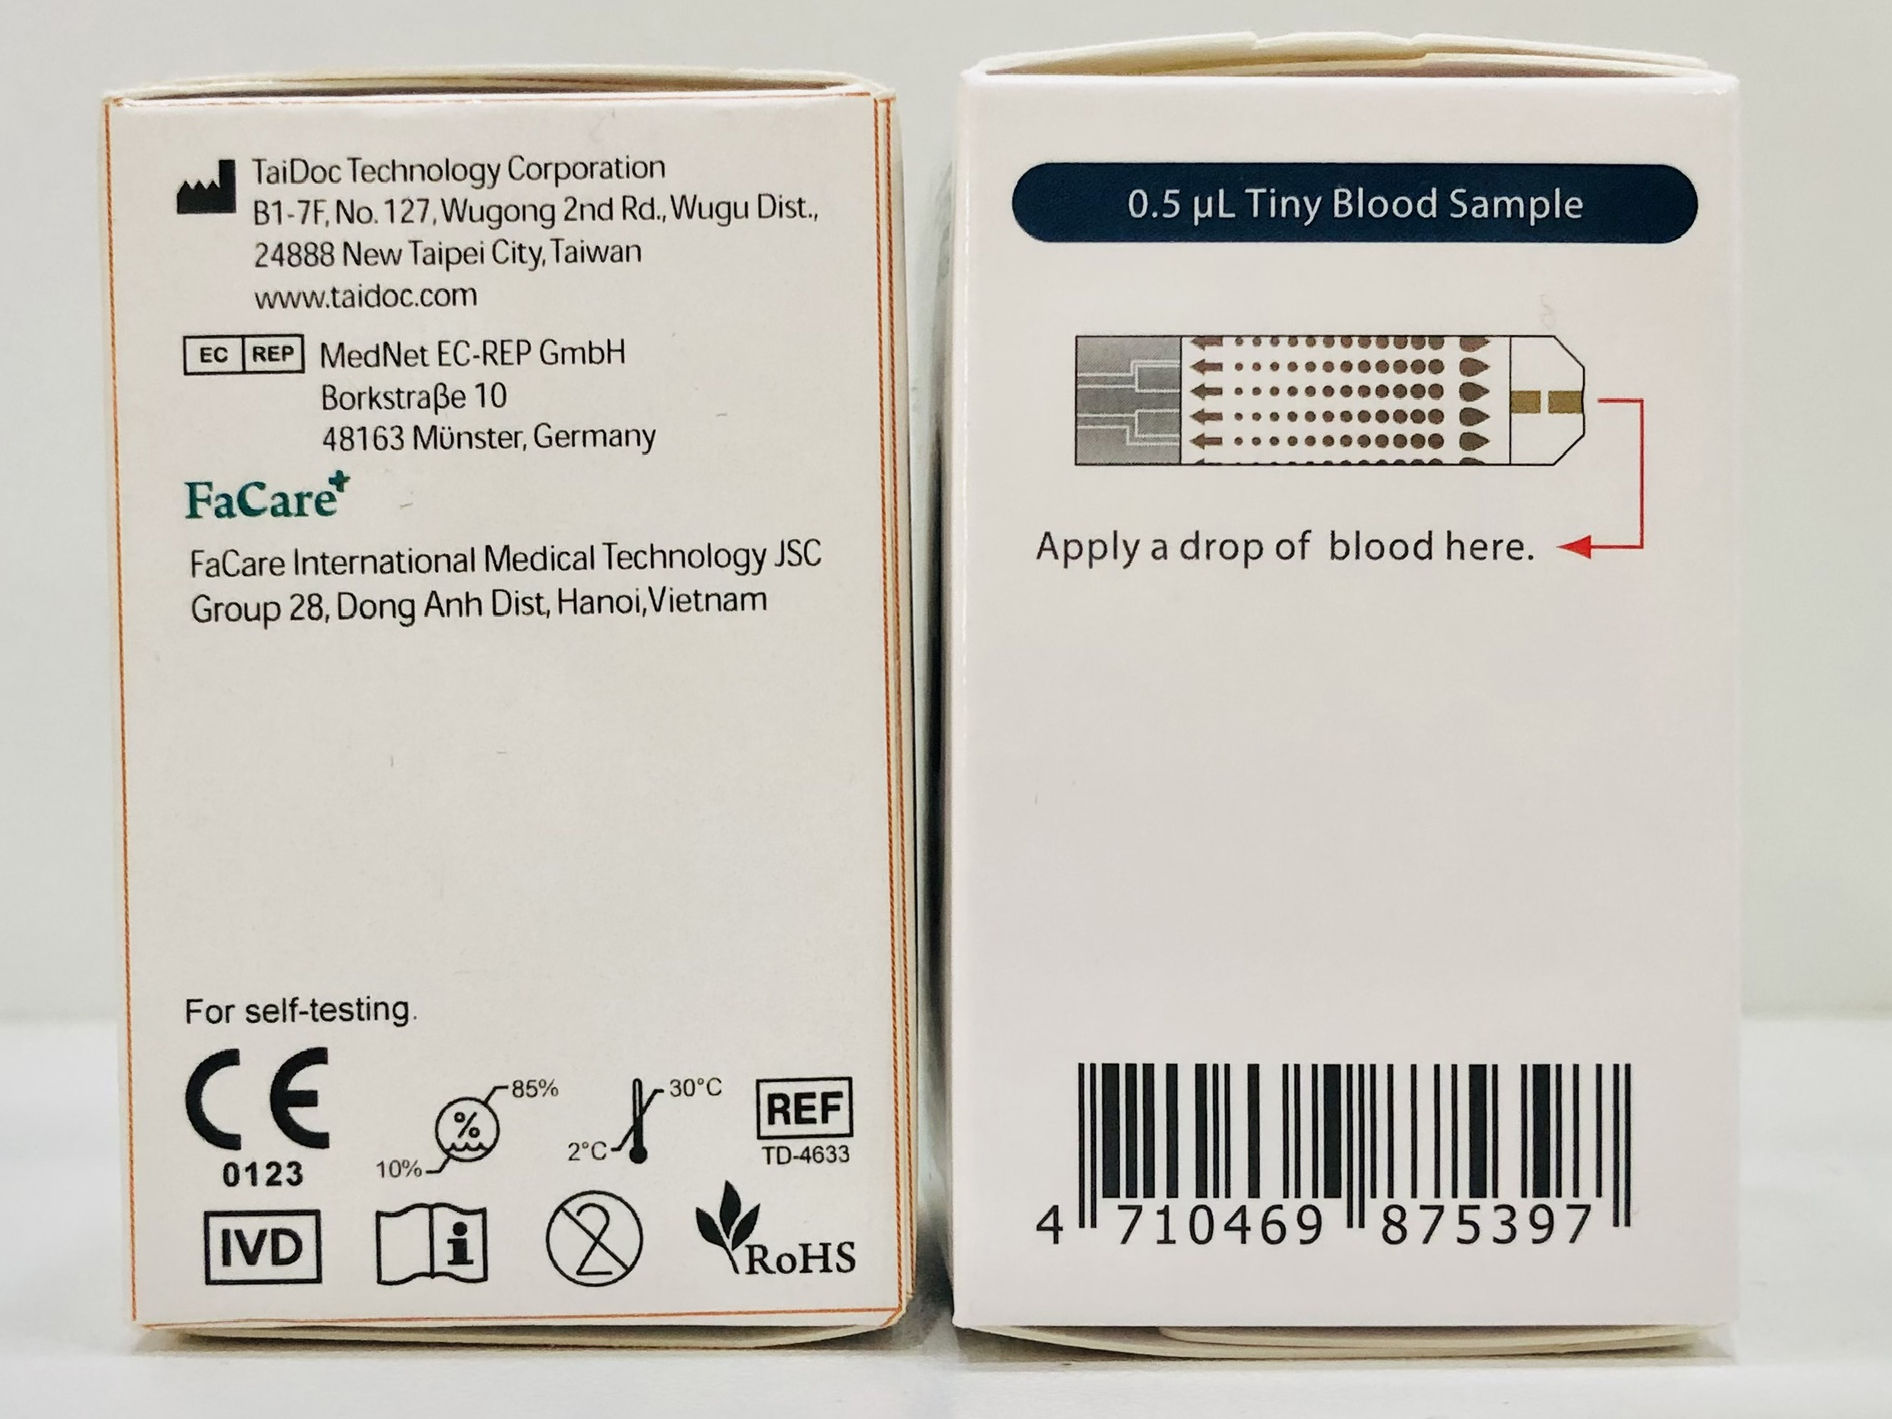 TaiDoc Technology Corporation
B1-7F, No. 127, Wugong 2nd Rd., Wugu Dist.,
24888 New Taipei City, Taiwan
www.taidoc.com
EC REP MedNet EC-REP GmbH
Borkstraβe 10
48163 Münster, Germany
FaCare+
FaCare International Medical Technology JSC
Group 28, Dong Anh Dist, Hanoi,Vietnam
For self-testing.
CE
0123
85%
%
10%
30°C
2°C
REF
TD-4633
IVD
i
2
RoHS
0.5 µL Tiny Blood Sample
Apply a drop of blood here.
4 710469 875397